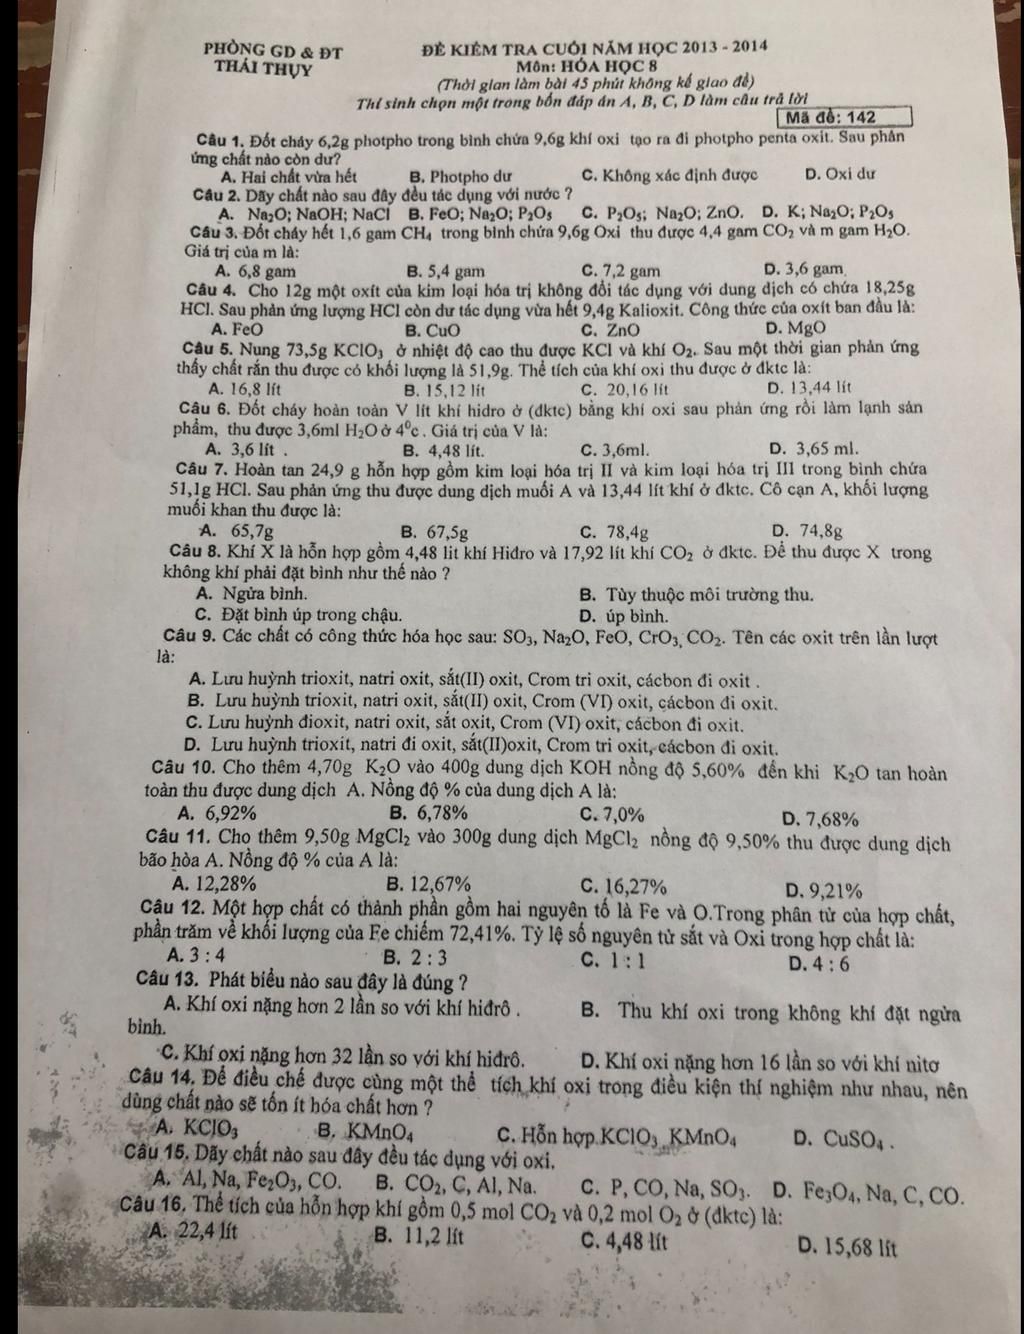 PHÒNG GD & ĐT
THÁI THỤY
ĐỀ KIỂM TRA CUỐI NĂM HỌC 2013 - 2014
Môn: HÓA HỌC 8
(Thời gian làm bài 45 phút không kể giao đề)
Thí sinh chọn một trong bốn đáp án A, B, C, D làm câu trả lời
Mã đề: 142
Câu 1. Đốt cháy 6,2g photpho trong bình chứa 9,6g khí oxi tạo ra đi photpho penta oxit. Sau phản
ứng chất nào còn dư?
A. Hai chất vừa hết B. Photpho dư C. Không xác định được D. Oxi dư
Câu 2. Dãy chất nào sau đây đều tác dụng với nước ?
A. Na₂O; NaOH; NaCl B. FeO; Na₂O; P₂O₅ C. P₂O₅; Na₂O; ZnO. D. K; Na₂O; P₂O₅
Câu 3. Đốt cháy hết 1,6 gam CH₄ trong bình chứa 9,6g Oxi thu được 4,4 gam CO₂ và m gam H₂O.
Giá trị của m là:
A. 6,8 gam B. 5,4 gam C. 7,2 gam D. 3,6 gam
Câu 4. Cho 12g một oxít của kim loại hóa trị không đổi tác dụng với dung dịch có chứa 18,25g
HCl. Sau phản ứng lượng HCl còn dư tác dụng vừa hết 9,4g Kalioxit. Công thức của oxít ban đầu là:
A. FeO B. CuO C. ZnO D. MgO
Câu 5. Nung 73,5g KClO₃ ở nhiệt độ cao thu được KCl và khí O₂. Sau một thời gian phản ứng
thấy chất rắn thu được có khối lượng là 51,9g. Thể tích của khí oxi thu được ở đktc là:
A. 16,8 lít B. 15,12 lít C. 20,16 lít D. 13,44 lít
Câu 6. Đốt cháy hoàn toàn V lít khí hidro ở (đktc) bằng khí oxi sau phản ứng rồi làm lạnh sản
phẩm, thu được 3,6ml H₂O ở 4⁰c. Giá trị của V là:
A. 3,6 lít . B. 4,48 lít. C. 3,6ml. D. 3,65 ml.
Câu 7. Hoàn tan 24,9 g hỗn hợp gồm kim loại hóa trị II và kim loại hóa trị III trong bình chứa
51,1g HCl. Sau phản ứng thu được dung dịch muối A và 13,44 lít khí ở đktc. Cô cạn A, khối lượng
muối khan thu được là:
A. 65,7g B. 67,5g C. 78,4g D. 74,8g
Câu 8. Khí X là hỗn hợp gồm 4,48 lit khí Hiđro và 17,92 lít khí CO₂ ở đktc. Để thu được X trong
không khí phải đặt bình như thế nào ?
A. Ngửa bình. B. Tùy thuộc môi trường thu.
C. Đặt bình úp trong chậu. D. úp bình.
Câu 9. Các chất có công thức hóa học sau: SO₃, Na₂O, FeO, CrO₃, CO₂. Tên các oxit trên lần lượt
là:
A. Lưu huỳnh trioxit, natri oxit, sắt(II) oxit, Crom tri oxit, cácbon đi oxit .
B. Lưu huỳnh trioxit, natri oxit, sắt(II) oxit, Crom (VI) oxit, cácbon đi oxit.
C. Lưu huỳnh đioxit, natri oxit, sắt oxit, Crom (VI) oxit, cácbon đi oxit.
D. Lưu huỳnh trioxit, natri đi oxit, sắt(II)oxit, Crom tri oxit, cácbon đi oxit.
Câu 10. Cho thêm 4,70g K₂O vào 400g dung dịch KOH nồng độ 5,60% đến khi K₂O tan hoàn
toàn thu được dung dịch A. Nồng độ % của dung dịch A là:
A. 6,92% B. 6,78% C. 7,0% D. 7,68%
Câu 11. Cho thêm 9,50g MgCl₂ vào 300g dung dịch MgCl₂ nồng độ 9,50% thu được dung dịch
bão hòa A. Nồng độ % của A là:
A. 12,28% B. 12,67% C. 16,27% D. 9,21%
Câu 12. Một hợp chất có thành phần gồm hai nguyên tố là Fe và O.Trong phân tử của hợp chất,
phần trăm về khối lượng của Fe chiếm 72,41%. Tỷ lệ số nguyên tử sắt và Oxi trong hợp chất là:
A. 3 : 4 B. 2 : 3 C. 1 : 1 D. 4 : 6
Câu 13. Phát biểu nào sau đây là đúng ?
A. Khí oxi nặng hơn 2 lần so với khí hiđrô . B. Thu khí oxi trong không khí đặt ngửa
bình.
C. Khí oxi nặng hơn 32 lần so với khí hiđrô. D. Khí oxi nặng hơn 16 lần so với khí nitơ
Câu 14. Để điều chế được cùng một thể tích khí oxi trong điều kiện thí nghiệm như nhau, nên
dùng chất nào sẽ tốn ít hóa chất hơn ?
A. KClO₃ B. KMnO₄ C. Hỗn hợp KClO₃ KMnO₄ D. CuSO₄ .
Câu 15. Dãy chất nào sau đây đều tác dụng với oxi.
A. Al, Na, Fe₂O₃, CO. B. CO₂, C, Al, Na. C. P, CO, Na, SO₃. D. Fe₃O₄, Na, C, CO.
Câu 16. Thể tích của hỗn hợp khí gồm 0,5 mol CO₂ và 0,2 mol O₂ ở (đktc) là:
A. 22,4 lít B. 11,2 lít C. 4,48 lít D. 15,68 lít